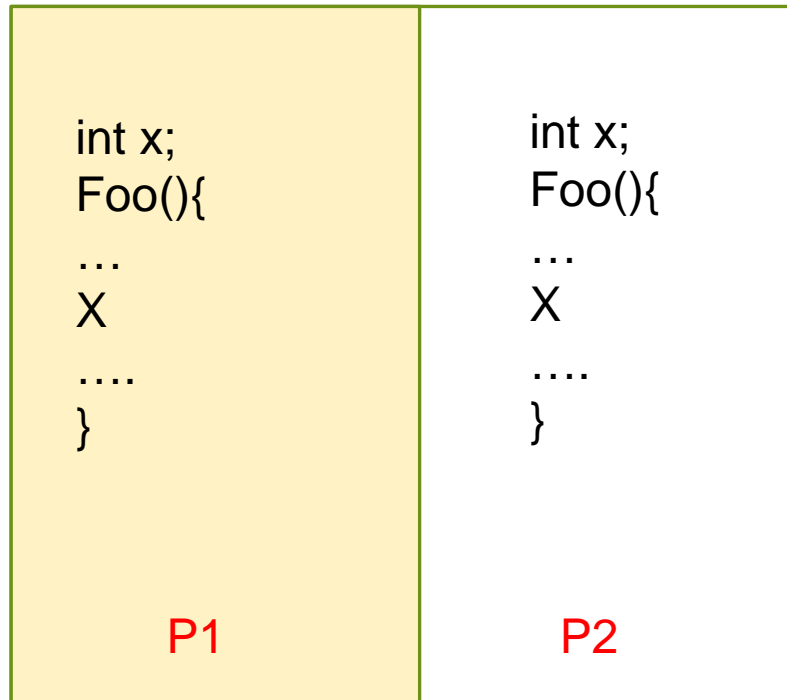 int x;
Foo(){
…
X
….
}
P1
int x;
Foo(){
…
X
….
}
P2